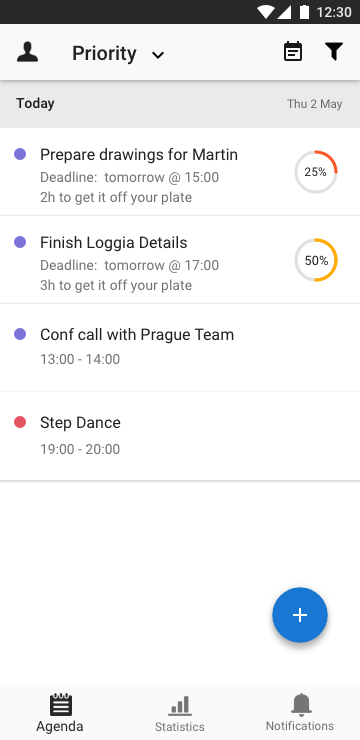 12:30
Priority
Today
Thu 2 May
Prepare drawings for Martin
Deadline: tomorrow @ 15:00
2h to get it off your plate
25%
Finish Loggia Details
Deadline: tomorrow @ 17:00
3h to get it off your plate
50%
Conf call with Prague Team
13:00 - 14:00
Step Dance
19:00 - 20:00
+
Agenda
Statistics
Notifications